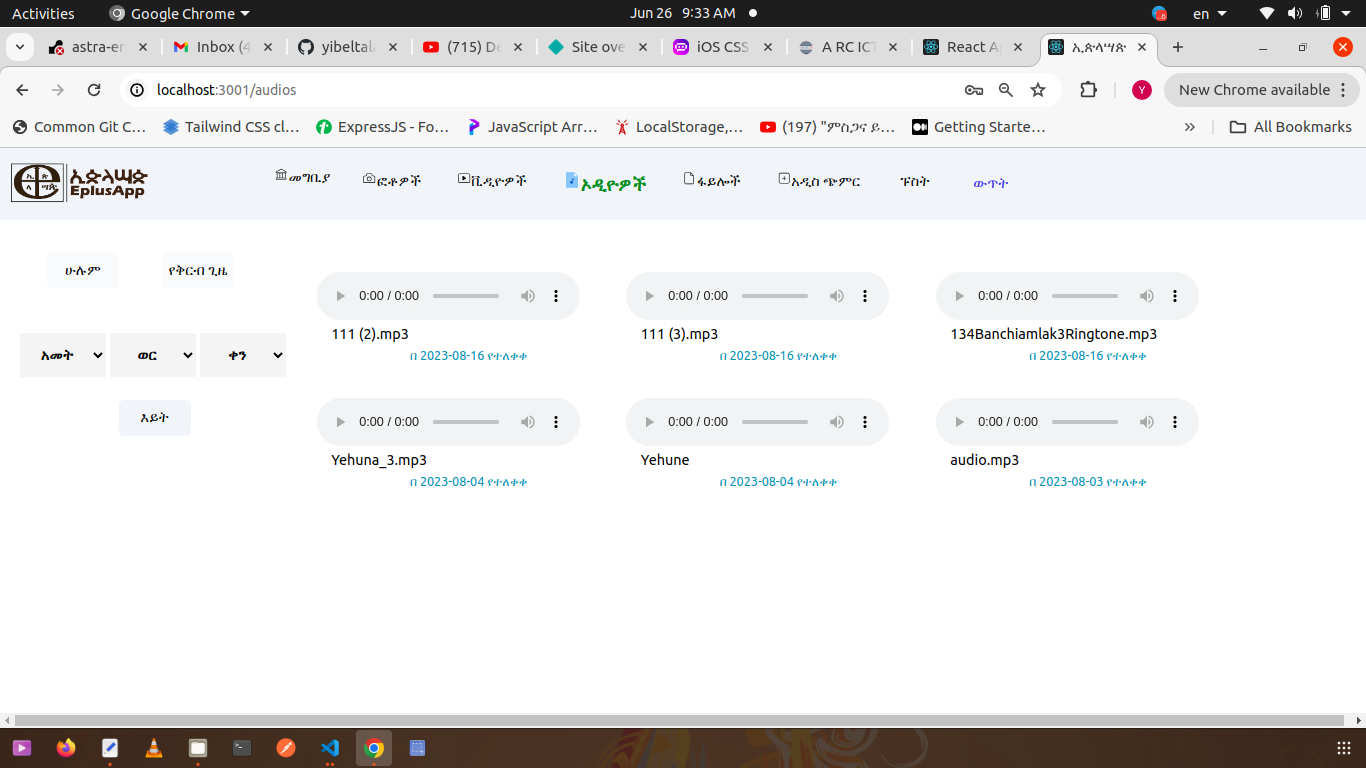 Activities Google Chrome Jun 26 9:33 AM en
astra-er Inbox (4 yibeltala (715) De Site ove iOS CSS A RC ICT React Ap ኢጵላሣጵ
localhost:3001/audios New Chrome available
Common Git C… Tailwind CSS cl… ExpressJS - Fo… JavaScript Arr… LocalStorage,… (197) "ምስጋና ይ… Getting Starte… » All Bookmarks
ኢጵላሣጵ
EplusApp
መግቢያ ፎቶዎች ቪዲዮዎች ኦዲዮዎች ፋይሎች አዲስ ጭምር ፑስት ውጥት
ሁሉም የቅርብ ጊዜ
0:00 / 0:00 0:00 / 0:00 0:00 / 0:00
111 (2).mp3 111 (3).mp3 134Banchiamlak3Ringtone.mp3
በ 2023-08-16 የተለቀቀ በ 2023-08-16 የተለቀቀ በ 2023-08-16 የተለቀቀ
አመት ወር ቀን
እይት
0:00 / 0:00 0:00 / 0:00 0:00 / 0:00
Yehuna_3.mp3 Yehune audio.mp3
በ 2023-08-04 የተለቀቀ በ 2023-08-04 የተለቀቀ በ 2023-08-03 የተለቀቀ